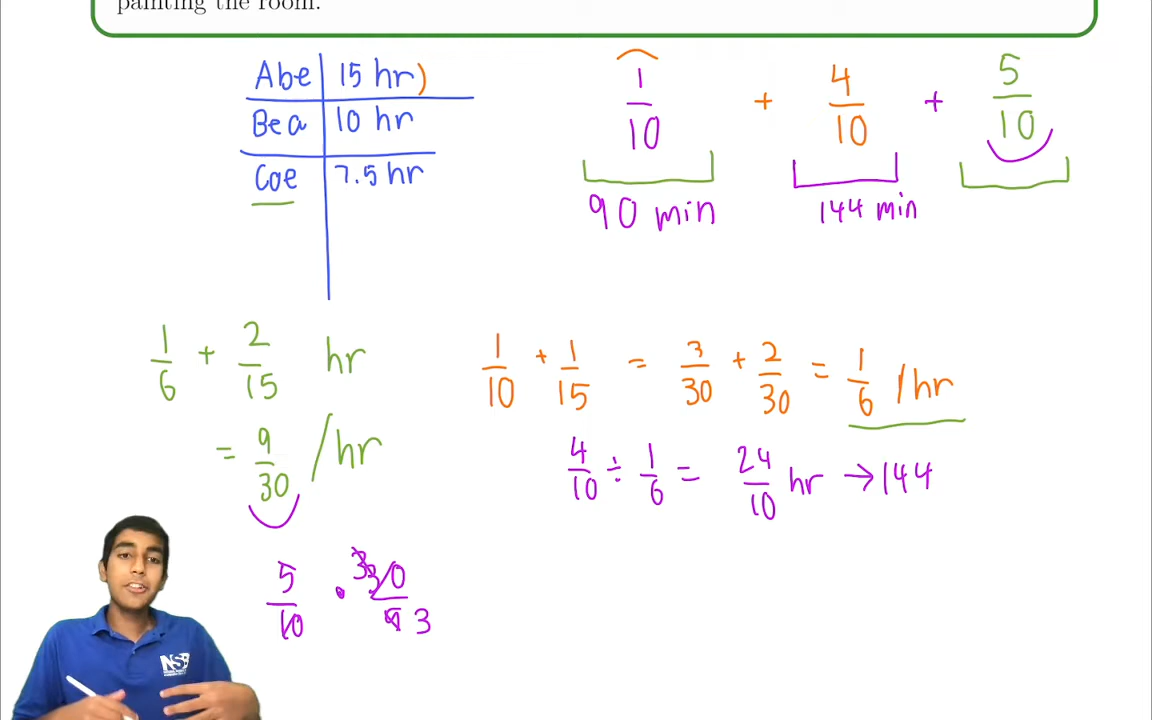 painting the room.
Abe | 15 hr)
Bea | 10 hr
Coe | 7.5 hr
1/10 + 4/10 + 5/10
90 min 144 min
1/6 + 2/15 hr
= 9/30 /hr
1/10 + 1/15 = 3/30 + 2/30 = 1/6 /hr
4/10 ÷ 1/6 = 24/10 hr → 144
5/10 ·
NSB